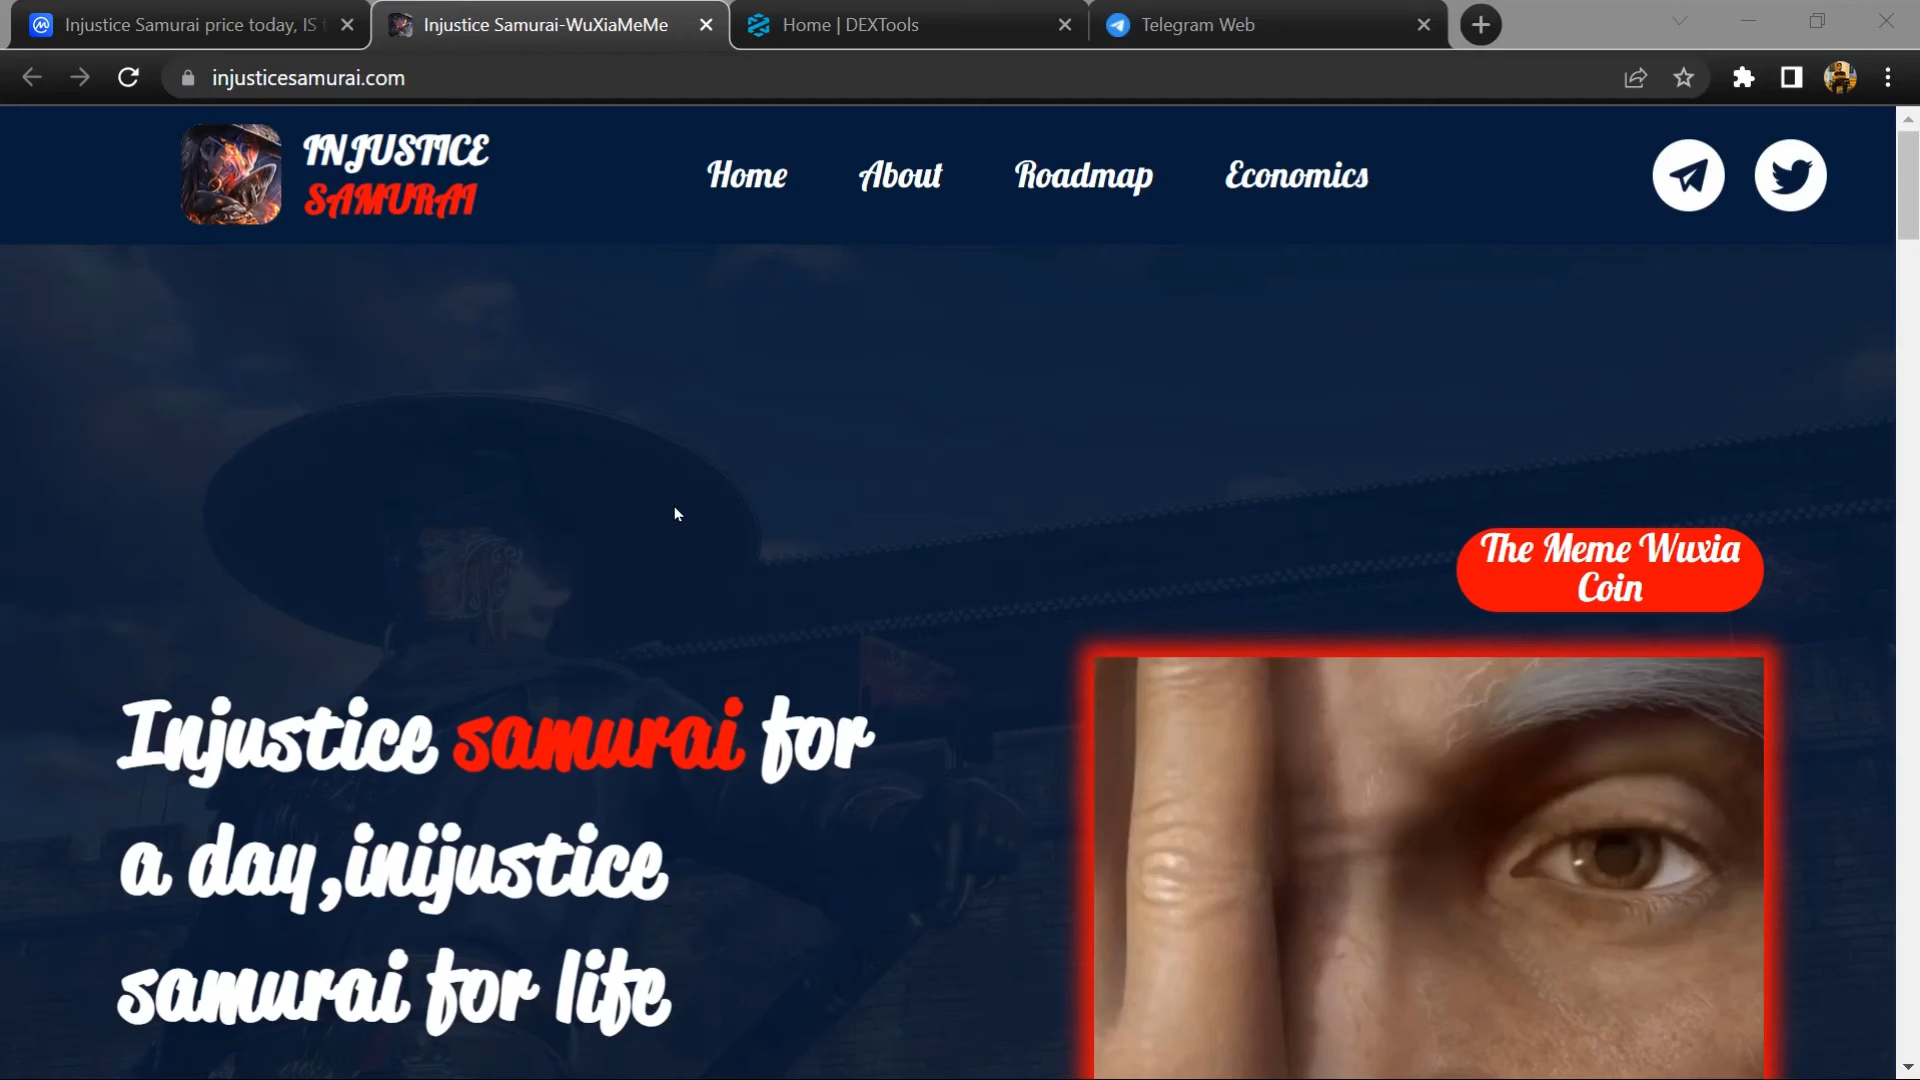 Injustice Samurai price today, IS t
Injustice Samurai-WuXiaMeMe
Home | DEXTools
Telegram Web
injusticesamurai.com
INJUSTICE
SAMURAI
Home
About
Roadmap
Economics
The Meme Wuxia
Coin
Injustice samurai for
a day,inijustice
samurai for life